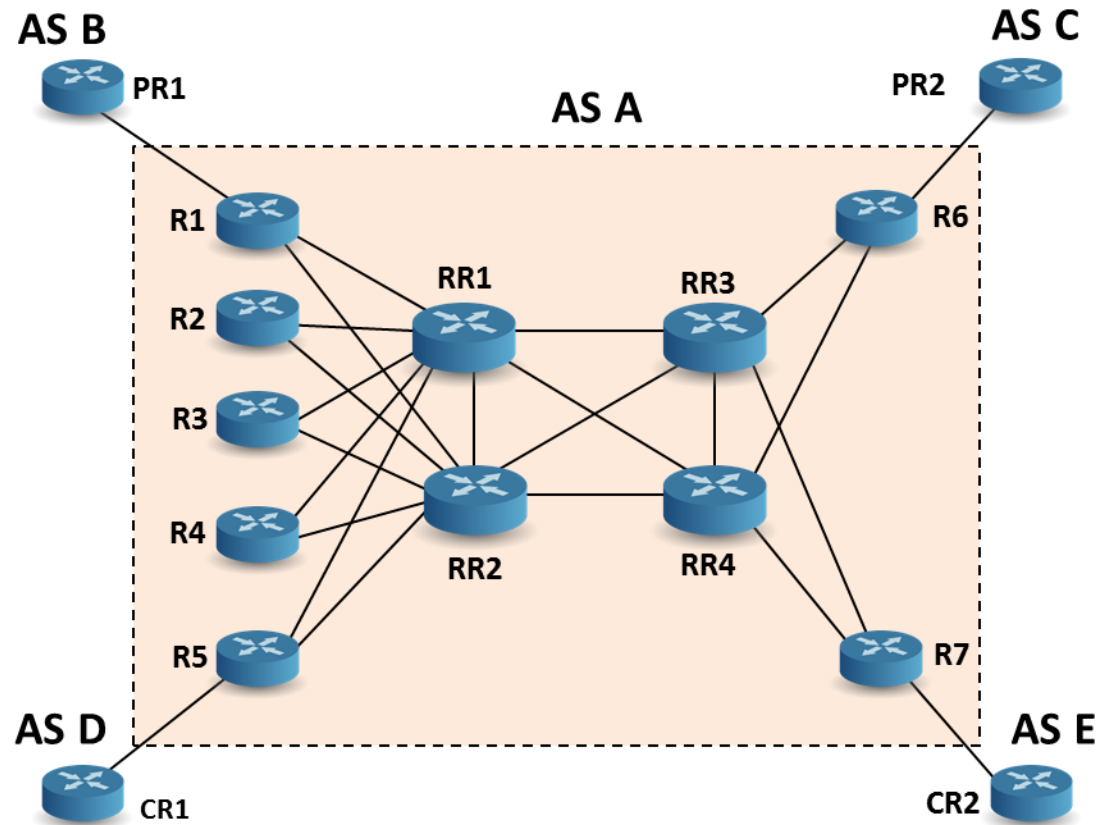 AS B
AS C
PR1
PR2
AS A
R1
R6
RR1
RR3
R2
R3
R4
RR2
RR4
R5
R7
AS D
AS E
CR1
CR2